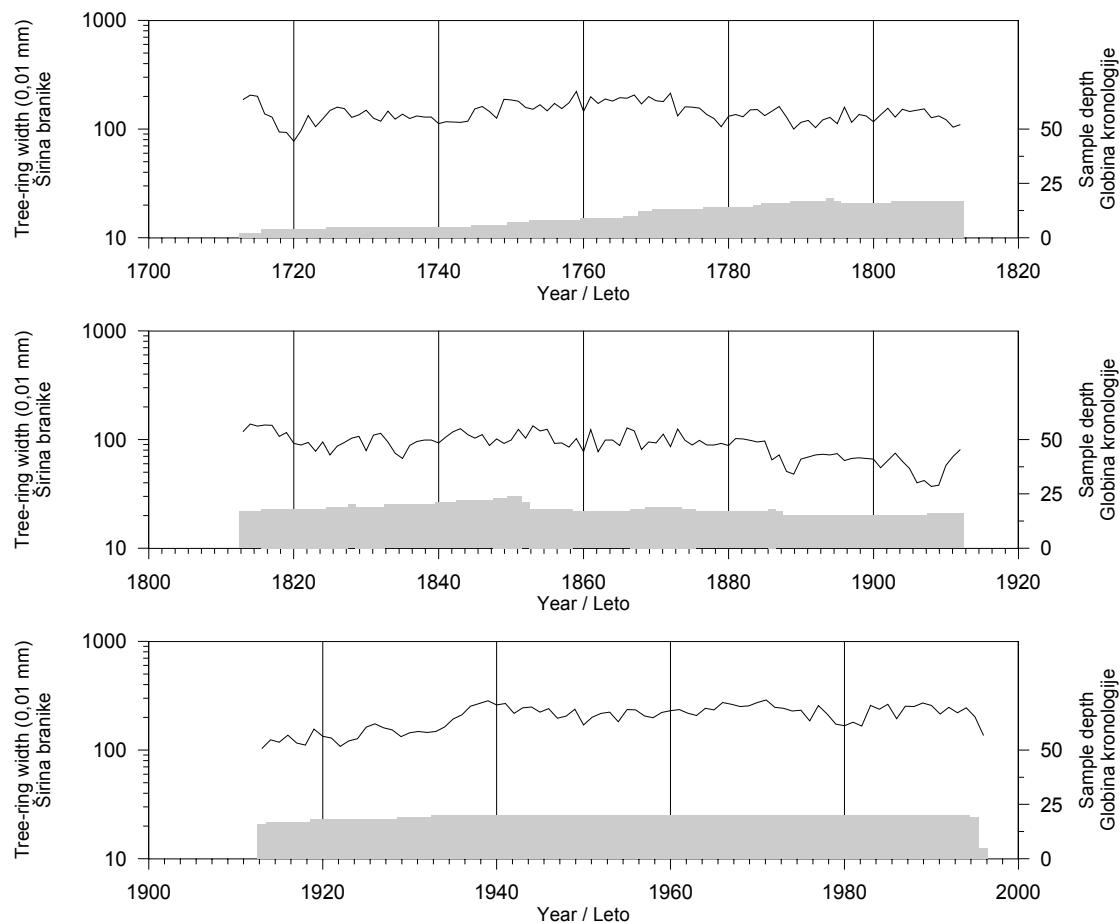 Tree-ring width (0,01 mm)
Širina branike
1000
100
10
50
25
0
Sample depth
Globina kronologije
1700 1720 1740 1760 1780 1800 1820
Year / Leto
Tree-ring width (0,01 mm)
Širina branike
1000
100
10
50
25
0
Sample depth
Globina kronologije
1800 1820 1840 1860 1880 1900 1920
Year / Leto
Tree-ring width (0,01 mm)
Širina branike
1000
100
10
50
25
0
Sample depth
Globina kronologije
1900 1920 1940 1960 1980 2000
Year / Leto